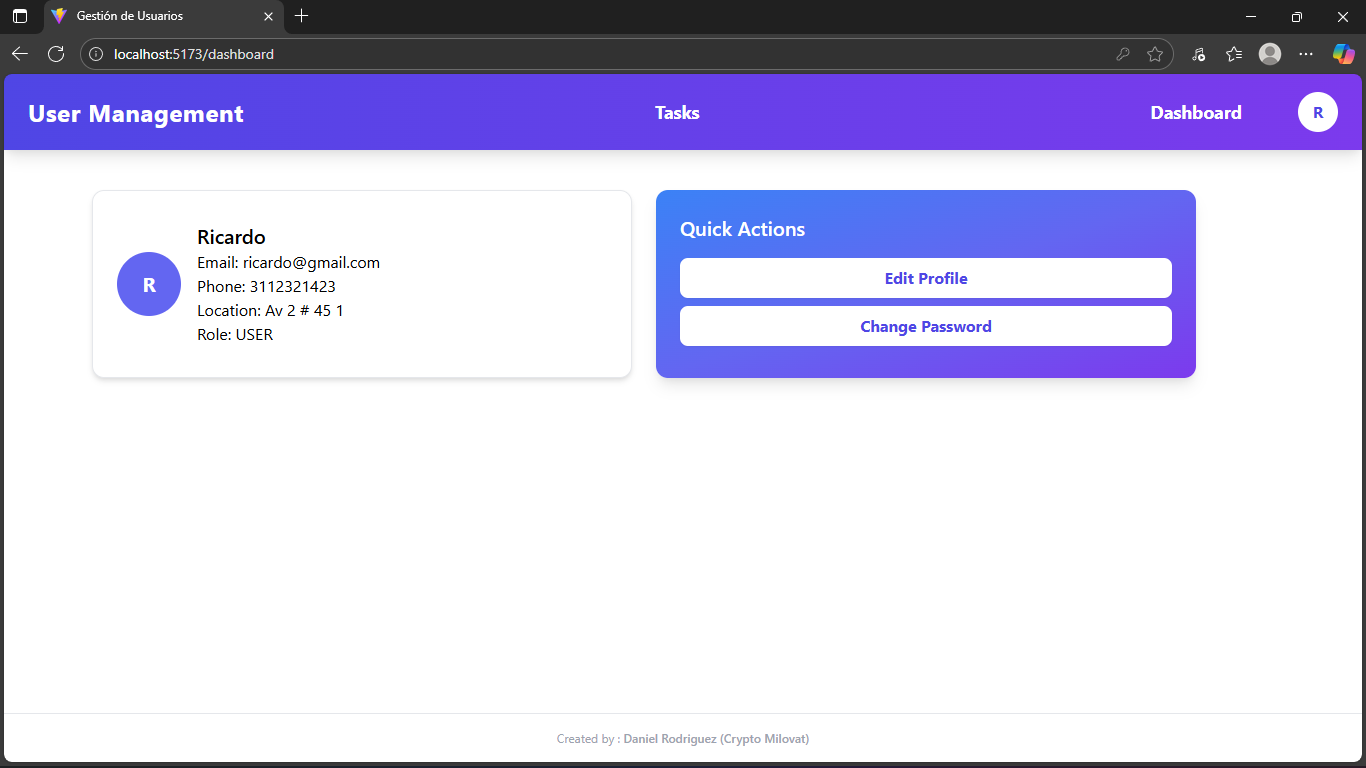 Gestión de Usuarios
localhost:5173/dashboard
User Management
Tasks
Dashboard
R
R
Ricardo
Email: ricardo@gmail.com
Phone: 3112321423
Location: Av 2 # 45 1
Role: USER
Quick Actions
Edit Profile
Change Password
Created by : Daniel Rodriguez (Crypto Milovat)